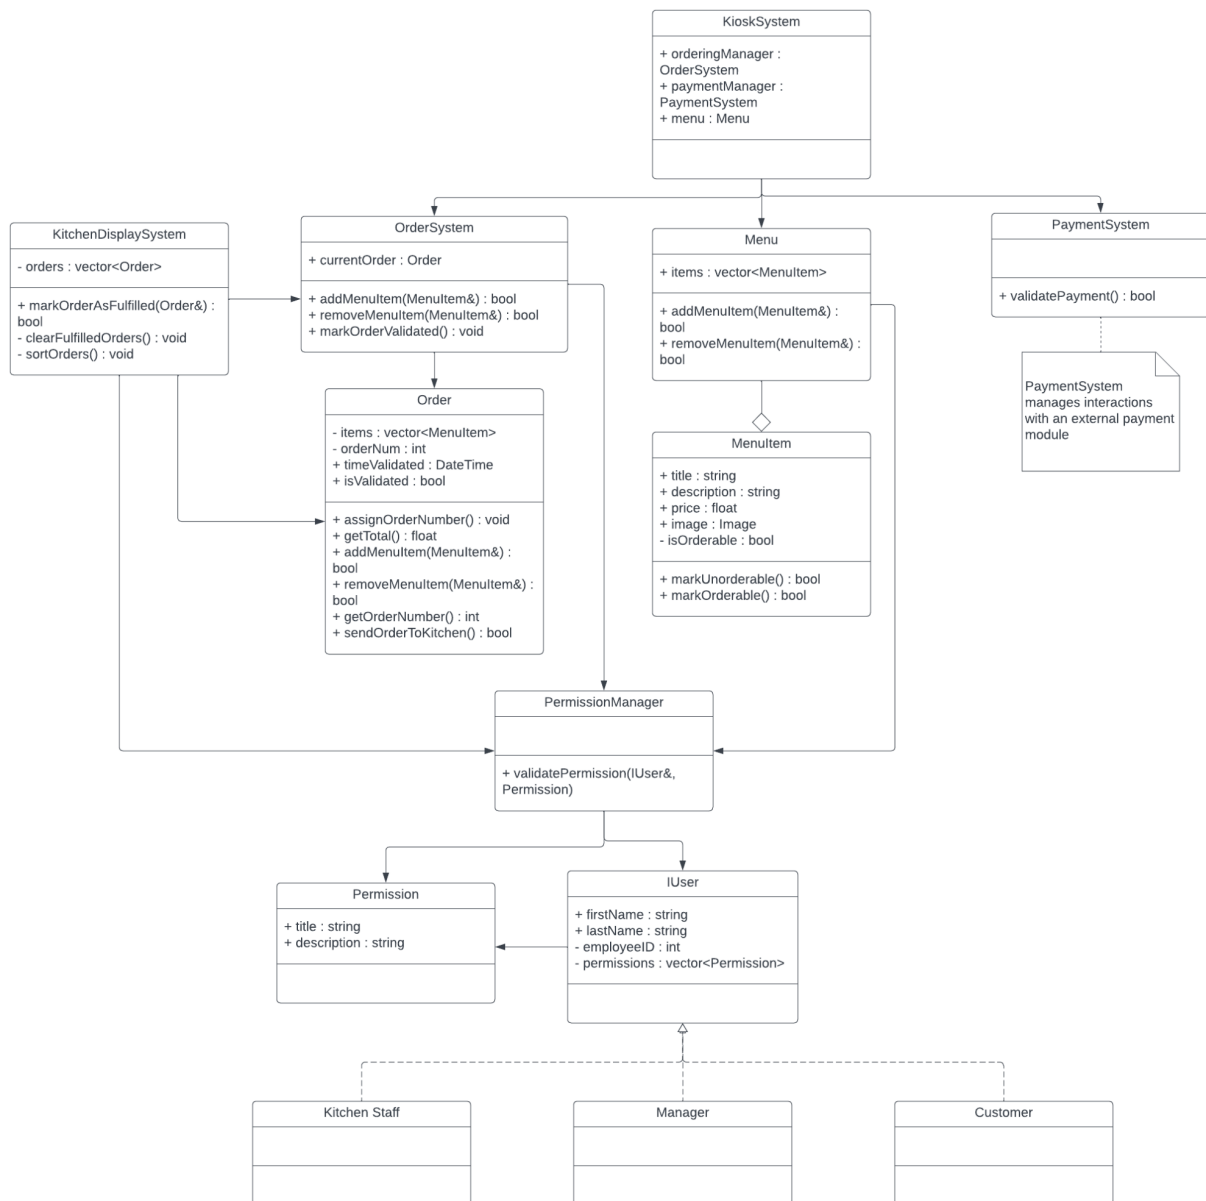 KioskSystem
+ orderingManager :
OrderSystem
+ paymentManager :
PaymentSystem
+ menu : Menu
KitchenDisplaySystem
- orders : vector<Order>
+ markOrderAsFulfilled(Order&) :
bool
- clearFulfilledOrders() : void
- sortOrders() : void
OrderSystem
+ currentOrder : Order
+ addMenuItem(MenuItem&) : bool
+ removeMenuItem(MenuItem&) : bool
+ markOrderValidated() : void
Menu
+ items : vector<MenuItem>
+ addMenuItem(MenuItem&) :
bool
+ removeMenuItem(MenuItem&) :
bool
PaymentSystem
+ validatePayment() : bool
PaymentSystem
manages interactions
with an external payment
module
Order
- items : vector<MenuItem>
- orderNum : int
+ timeValidated : DateTime
+ isValidated : bool
+ assignOrderNumber() : void
+ getTotal() : float
+ addMenuItem(MenuItem&) :
bool
+ removeMenuItem(MenuItem&) :
bool
+ getOrderNumber() : int
+ sendOrderToKitchen() : bool
MenuItem
+ title : string
+ description : string
+ price : float
+ image : Image
- isOrderable : bool
+ markUnorderable() : bool
+ markOrderable() : bool
PermissionManager
+ validatePermission(IUser&,
Permission)
Permission
+ title : string
+ description : string
IUser
+ firstName : string
+ lastName : string
- employeeID : int
- permissions : vector<Permission>
Kitchen Staff
Manager
Customer